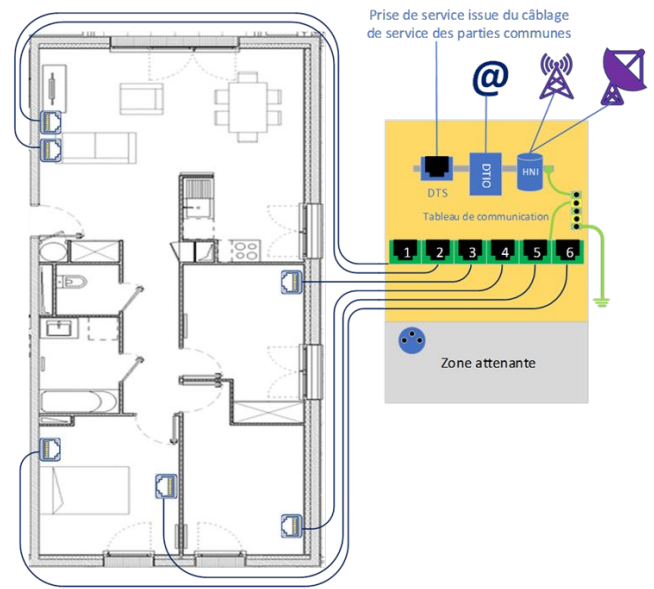 Prise de service issue du câblage
de service des parties communes
@
DTS
DTIO
HNI
Tableau de communication
1 2 3 4 5 6
Zone attenante